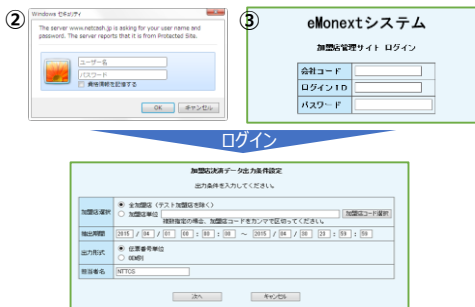 ②
Windows セキュリティ
The server www.netcash.jp is asking for your user name and
password. The server reports that it is from Protected Site.
ユーザー名
パスワード
資格情報を記憶する
OK
キャンセル
③
eMonextシステム
加盟店管理サイト ログイン
会社コード
ログインID
パスワード
ログイン
加盟店決済データ出力条件設定
出力条件を入力してください。
加盟店選択
全加盟店（テスト加盟店を除く）
加盟店単位
加盟店コード選択
複数指定の場合、加盟店コードをカンマで区切ってください。
抽出期間
2015 / 04 / 01 00 : 00 : 00 ～ 2015 / 04 / 30 23 : 59 : 59
出力形式
伝票番号単位
OEM別
担当者名
NTTCS
次へ
キャンセル